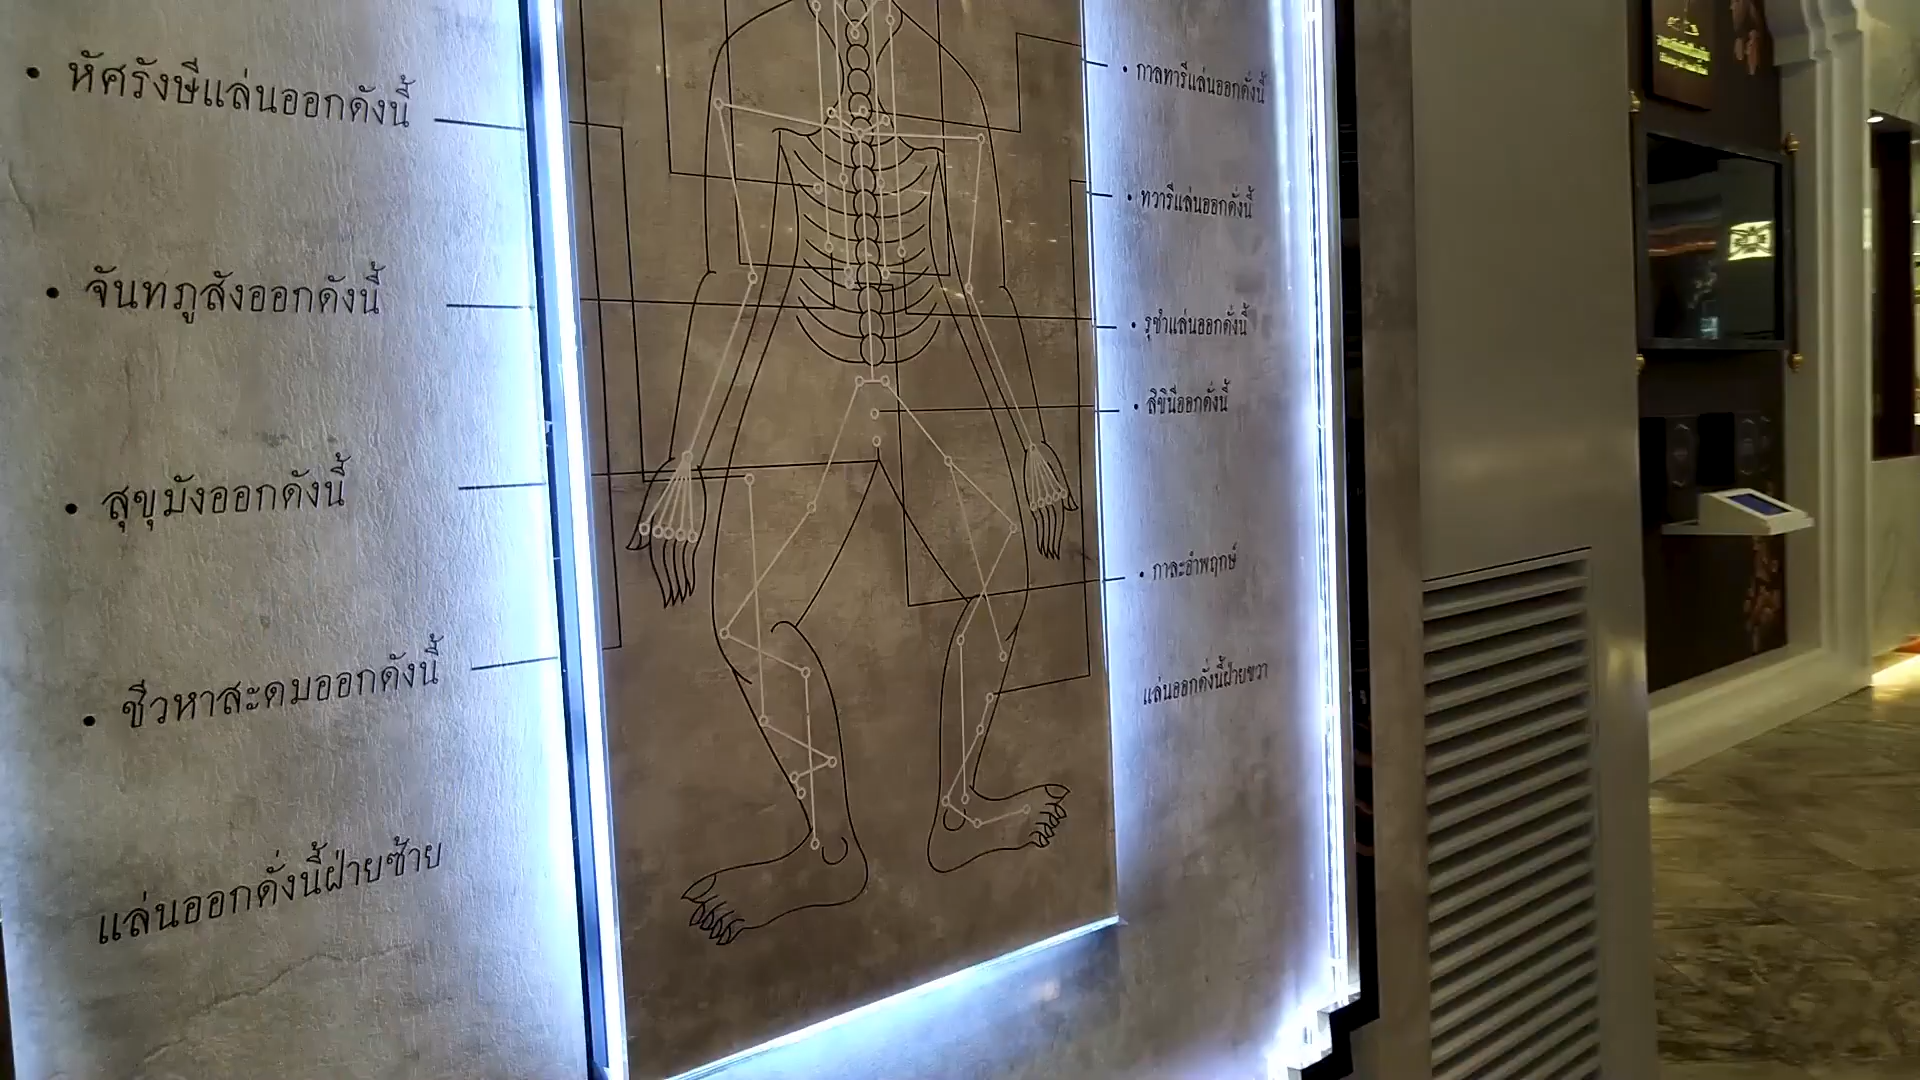 • หัศรังษีแล่นออกดังนี้
• จันทภูสังออกดังนี้
• สุขุมังออกดังนี้
• ชีวหาสะดมออกดังนี้
แล่นออกดั่งนี้ฝ่ายซ้าย
• กาลทารีแล่นออกดั่งนี้
• ทวารีแล่นออกดั่งนี้
• รูชำแล่นออกดั่งนี้
• สิขินีออกดั่งนี้
• กาละอำพฤกษ์
แล่นออกดั่งนี้ฝ่ายขวา